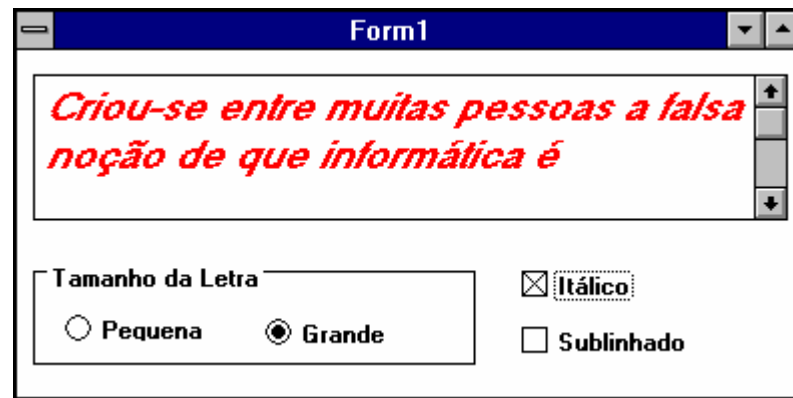 Form1
Criou-se entre muitas pessoas a falsa
noção de que informática é
Tamanho da Letra
Pequena
Grande
Itálico
Sublinhado